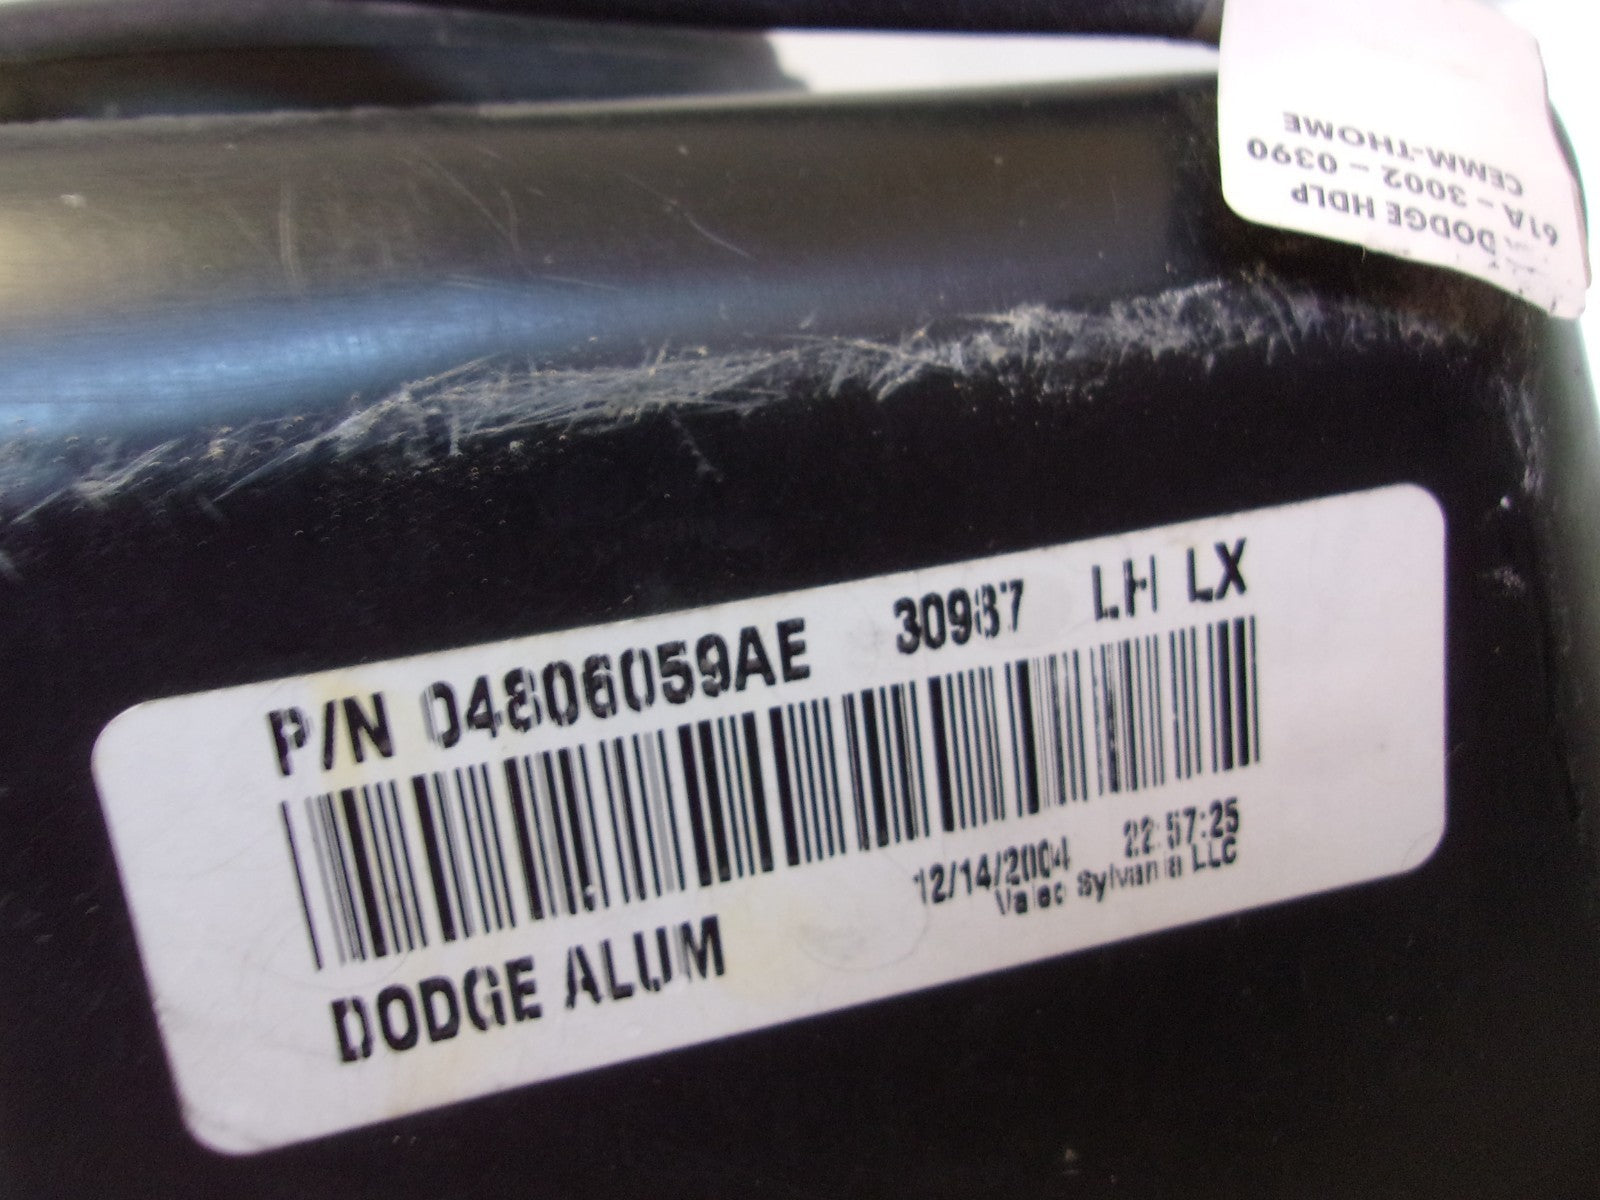 DODGE HDLP
61A - 3002 - 0390
CEMM-THOME
P/N 04806059AE 30987 LH LX
12/14/2004 22:57:25
Valeo Sylvania LLC
DODGE ALUM